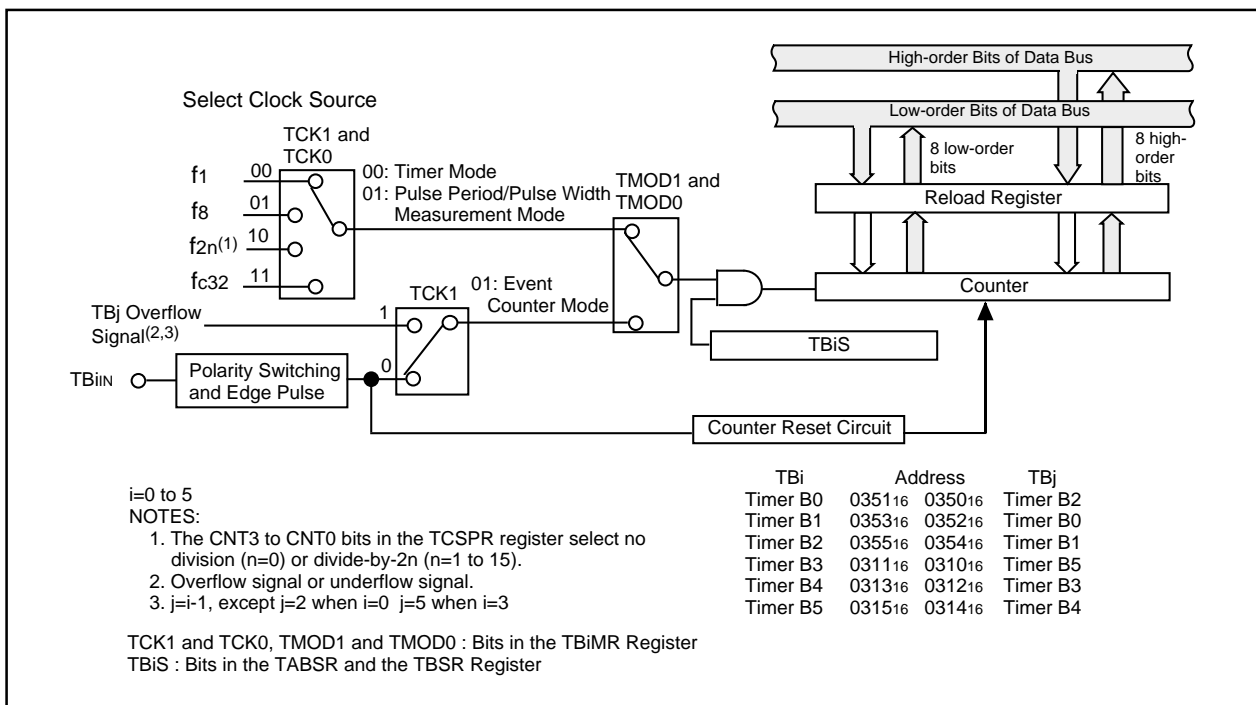 High-order Bits of Data Bus
Low-order Bits of Data Bus
8 low-order
bits
8 high-
order
bits
Select Clock Source
TCK1 and
TCK0
f1
00
f8
01
f2n(1)
10
fC32
11
00: Timer Mode
01: Pulse Period/Pulse Width
Measurement Mode
TMOD1 and
TMOD0
Reload Register
Counter
TCK1
01: Event
Counter Mode
TBj Overflow
Signal(2,3)
1
0
TBiS
TBiIN
Polarity Switching
and Edge Pulse
Counter Reset Circuit
i=0 to 5
NOTES:
1. The CNT3 to CNT0 bits in the TCSPR register select no
division (n=0) or divide-by-2n (n=1 to 15).
2. Overflow signal or underflow signal.
3. j=i-1, except j=2 when i=0 j=5 when i=3
TCK1 and TCK0, TMOD1 and TMOD0 : Bits in the TBiMR Register
TBiS : Bits in the TABSR and the TBSR Register
TBi Address TBj
Timer B0 035116 035016 Timer B2
Timer B1 035316 035216 Timer B0
Timer B2 035516 035416 Timer B1
Timer B3 031116 031016 Timer B5
Timer B4 031316 031216 Timer B3
Timer B5 031516 031416 Timer B4